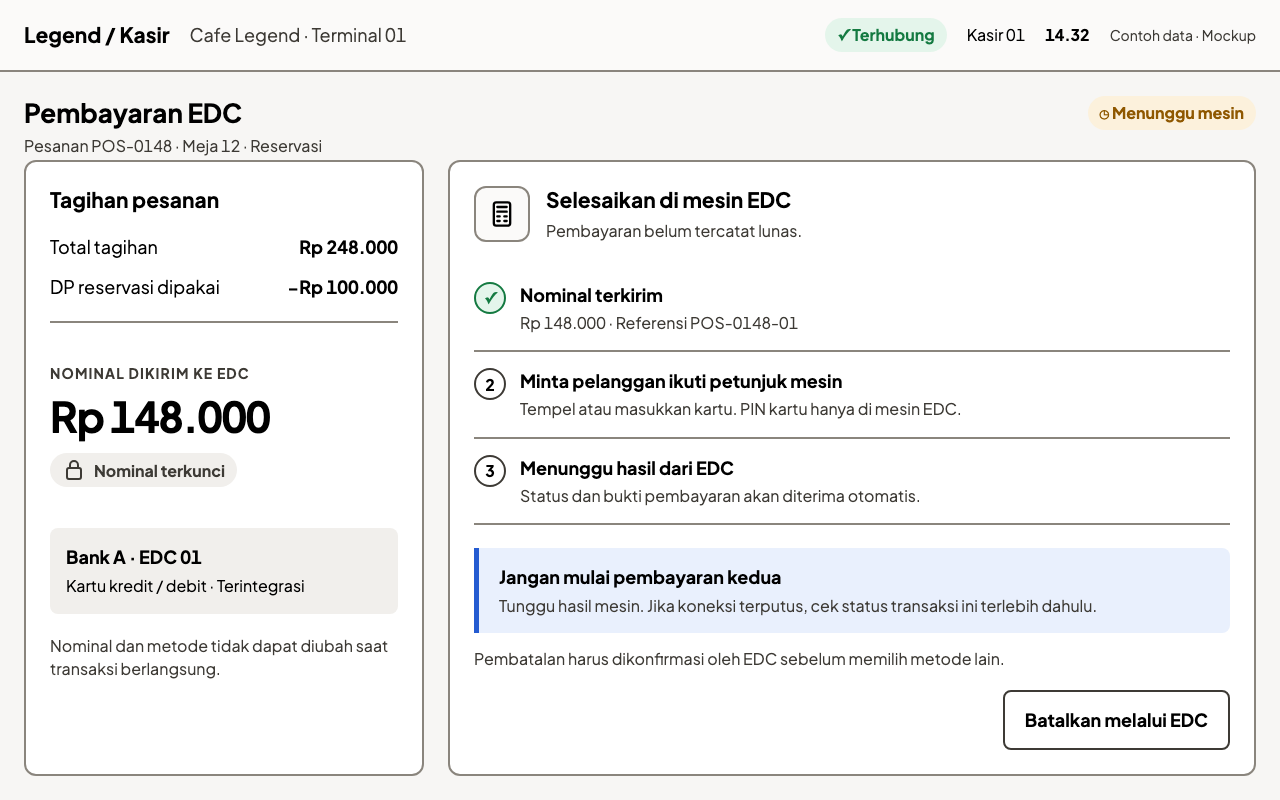 Legend / Kasir
Cafe Legend · Terminal 01
✓Terhubung
Kasir 01
14.32
Contoh data · Mockup
Pembayaran EDC
Menunggu mesin
Pesanan POS-0148 · Meja 12 · Reservasi
Tagihan pesanan
Total tagihan Rp 248.000
DP reservasi dipakai –Rp 100.000
NOMINAL DIKIRIM KE EDC
Rp 148.000
Nominal terkunci
Bank A · EDC 01
Kartu kredit / debit · Terintegrasi
Nominal dan metode tidak dapat diubah saat
transaksi berlangsung.
Selesaikan di mesin EDC
Pembayaran belum tercatat lunas.
✓ Nominal terkirim
Rp 148.000 · Referensi POS-0148-01
2 Minta pelanggan ikuti petunjuk mesin
Tempel atau masukkan kartu. PIN kartu hanya di mesin EDC.
3 Menunggu hasil dari EDC
Status dan bukti pembayaran akan diterima otomatis.
Jangan mulai pembayaran kedua
Tunggu hasil mesin. Jika koneksi terputus, cek status transaksi ini terlebih dahulu.
Pembatalan harus dikonfirmasi oleh EDC sebelum memilih metode lain.
Batalkan melalui EDC